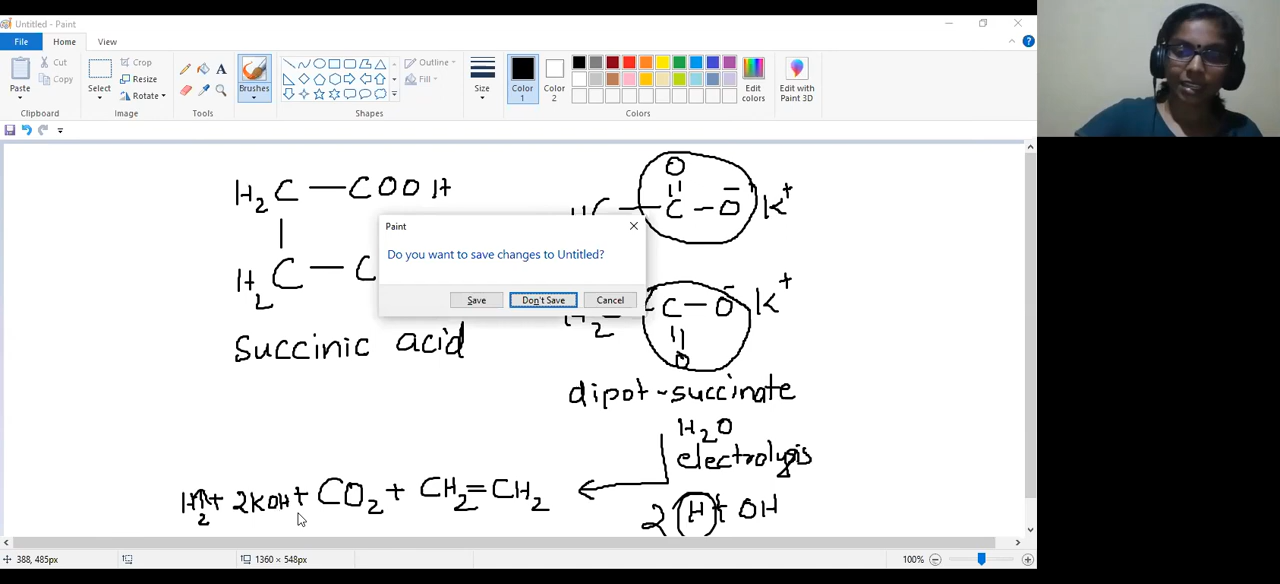 Untitled - Paint
File Home View
Paste Cut Copy Clipboard
Select Crop Resize Rotate Image
Tools
Brushes
Outline Fill Shapes
Size
Color 1
Color 2
Edit colors
Colors
Edit with Paint 3D
H2C — COOH
H2C — C
succinic acid
Paint
Do you want to save changes to Untitled?
Save Don't Save Cancel
O
C — O- K+
C — O- K+
O
H2
dipot-succinate
H2O
electrolysis
H2↑ + 2KOH + CO2 + CH2=CH2
2 H + OH
388, 485px
1360 × 548px
100%